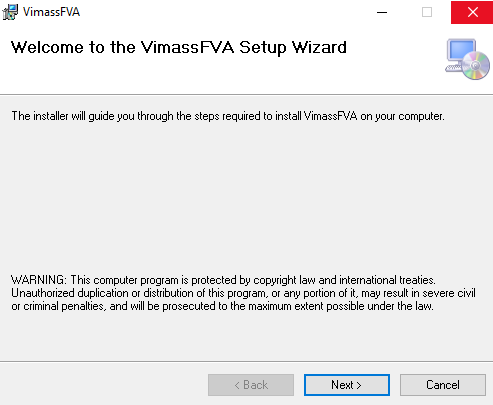 VimassFVA
Welcome to the VimassFVA Setup Wizard
The installer will guide you through the steps required to install VimassFVA on your computer.
WARNING: This computer program is protected by copyright law and international treaties.
Unauthorized duplication or distribution of this program, or any portion of it, may result in severe civil
or criminal penalties, and will be prosecuted to the maximum extent possible under the law.
< Back
Next >
Cancel